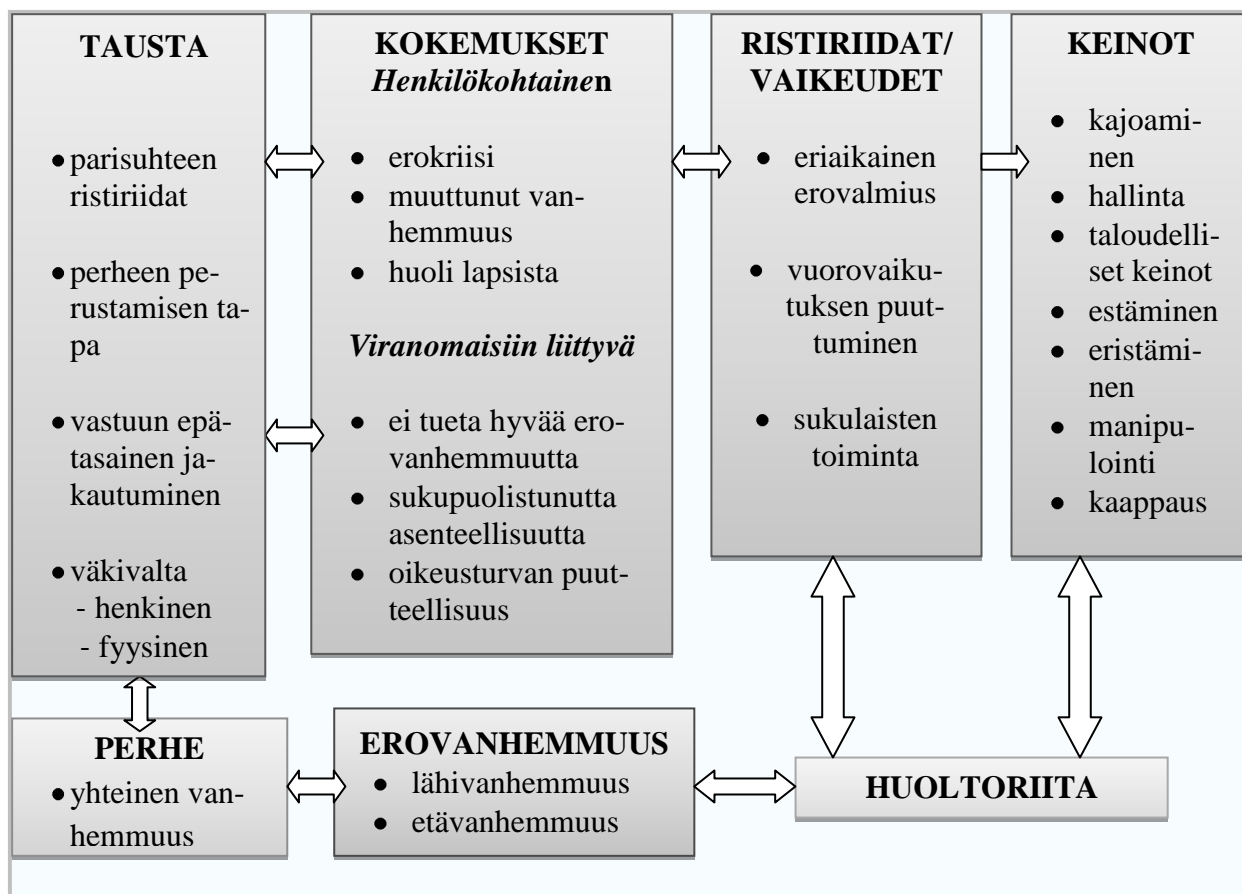 TAUSTA
• parisuhteen
ristiriidat
• perheen pe-
rustamisen ta-
pa
• vastuun epä-
tasainen ja-
kautuminen
• väkivalta
- henkinen
- fyysinen
KOKEMUKSET
Henkilökohtainen
• erokriisi
• muuttunut van-
hemmuus
• huoli lapsista
Viranomaisiin liittyvä
• ei tueta hyvää ero-
vanhemmuutta
• sukupuolistunutta
asenteellisuutta
• oikeusturvan puut-
teellisuus
RISTIRIIDAT/
VAIKEUDET
• eriaikainen
erovalmius
• vuorovaiku-
tuksen puut-
tuminen
• sukulaisten
toiminta
KEINOT
• kajoami-
nen
• hallinta
• taloudelli-
set keinot
• estäminen
• eristämi-
nen
• manipu-
lointi
• kaappaus
PERHE
• yhteinen van-
hemmuus
EROVANHEMMUUS
• lähivanhemmuus
• etävanhemmuus
HUOLTORIITA